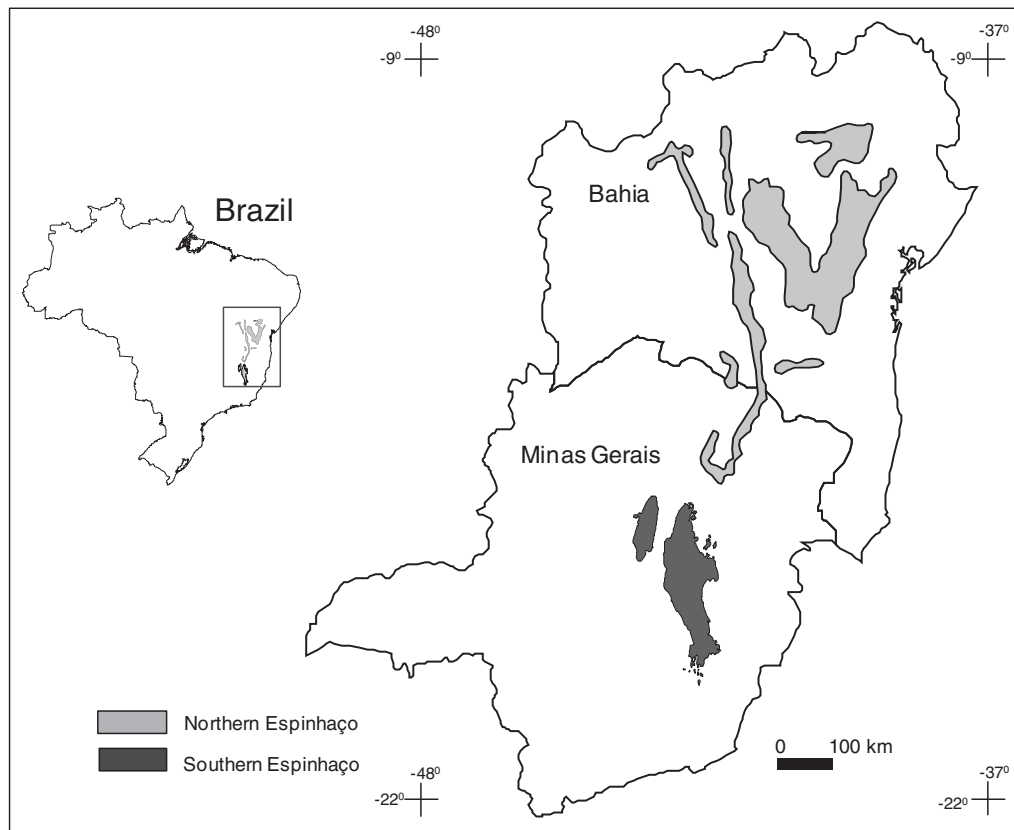 -48⁰
-9⁰
-37⁰
-9⁰
Bahia
Brazil
Minas Gerais
Northern Espinhaço
Southern Espinhaço
0 100 km
-48⁰
-22⁰
-37⁰
-22⁰